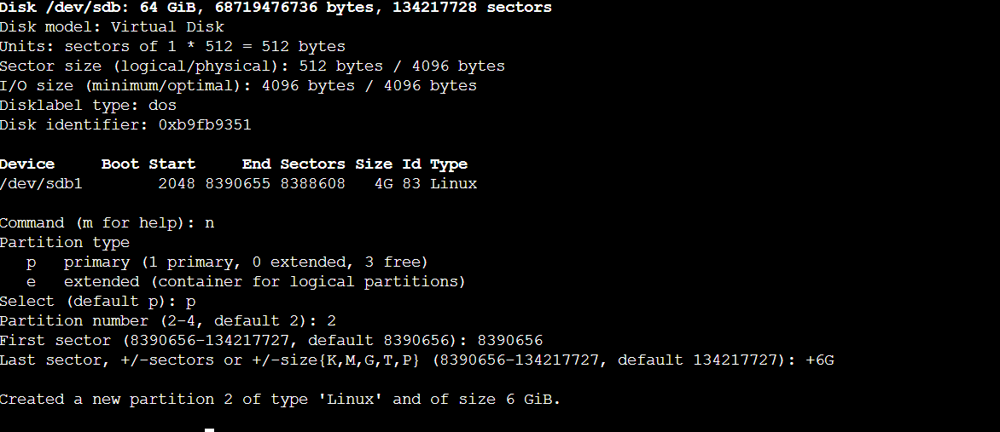 Disk /dev/sdb: 64 GiB, 68719476736 bytes, 134217728 sectors
Disk model: Virtual Disk
Units: sectors of 1 * 512 = 512 bytes
Sector size (logical/physical): 512 bytes / 4096 bytes
I/O size (minimum/optimal): 4096 bytes / 4096 bytes
Disklabel type: dos
Disk identifier: 0xb9fb9351
Device     Boot Start     End Sectors Size Id Type
/dev/sdb1        2048 8390655 8388608   4G 83 Linux
Command (m for help): n
Partition type
   p   primary (1 primary, 0 extended, 3 free)
   e   extended (container for logical partitions)
Select (default p): p
Partition number (2-4, default 2): 2
First sector (8390656-134217727, default 8390656): 8390656
Last sector, +/-sectors or +/-size{K,M,G,T,P} (8390656-134217727, default 134217727): +6G
Created a new partition 2 of type 'Linux' and of size 6 GiB.